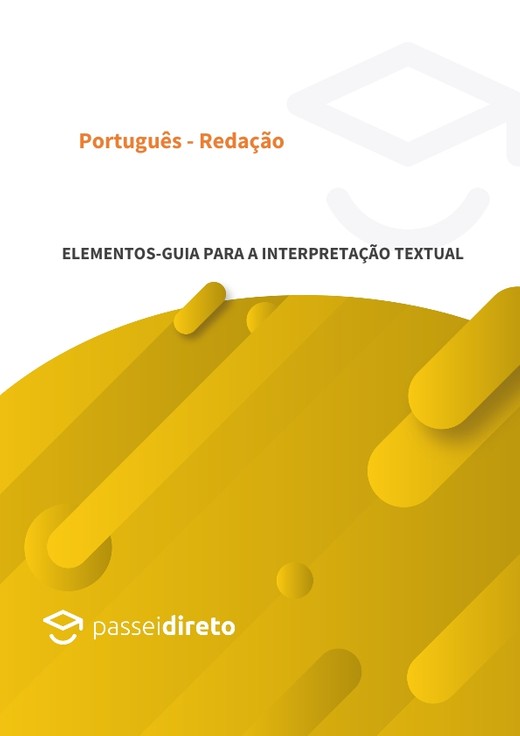 Português - Redação
ELEMENTOS-GUIA PARA A INTERPRETAÇÃO TEXTUAL
passeidireto